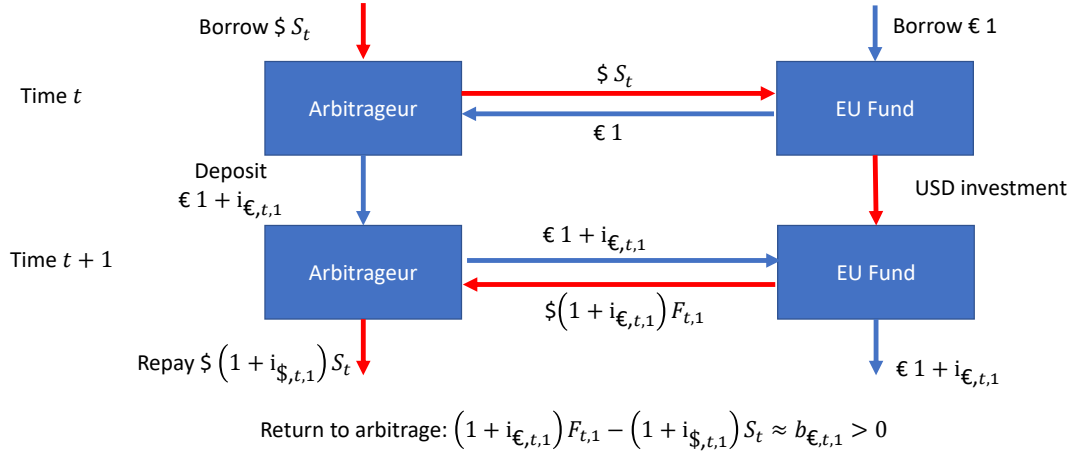 Borrow $ S_t
Borrow € 1
Time t
Arbitrageur
$ S_t
€ 1
EU Fund
Deposit
€ 1 + i_{€,t,1}
USD investment
Time t + 1
Arbitrageur
€ 1 + i_{€,t,1}
$(1 + i_{€,t,1}) F_{t,1}
EU Fund
Repay $ (1 + i_{$,t,1}) S_t
€ 1 + i_{€,t,1}
Return to arbitrage: (1 + i_{€,t,1}) F_{t,1} − (1 + i_{$,t,1}) S_t ≈ b_{€,t,1} > 0